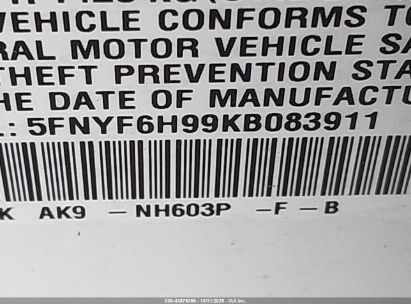 VEHICLE CONFORMS TO
RAL MOTOR VEHICLE SA
THEFT PREVENTION STA
HE DATE OF MANUFACTU
.: 5FNYF6H99KB083911
K AK9 - NH603P - F - B